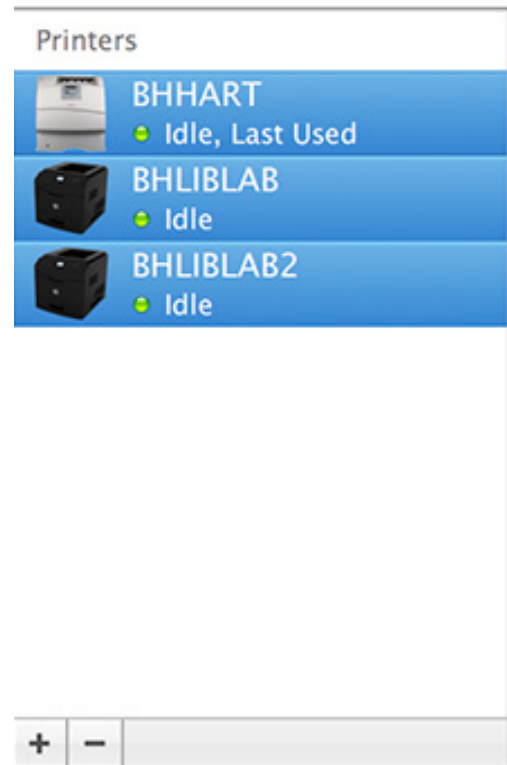 Printers
BHHART
Idle, Last Used
BHLIBLAB
Idle
BHLIBLAB2
Idle
+ −